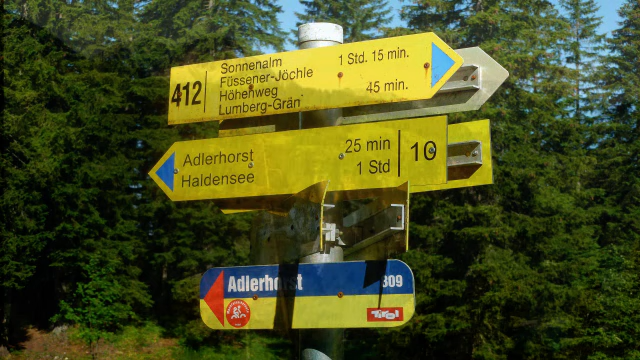 412
Sonnenalm 1 Std. 15 min.
Füssener-Jöchle
Höhenweg 45 min.
Lumberg-Grän
Adlerhorst 25 min
Haldensee 1 Std
10
Adlerhorst 309
Tirol